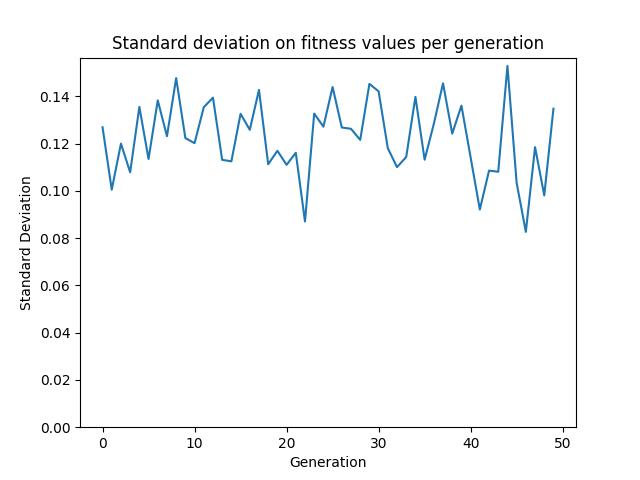 Standard deviation on fitness values per generation
Standard Deviation
0.14
0.12
0.10
0.08
0.06
0.04
0.02
0.00
0 10 20 30 40 50
Generation